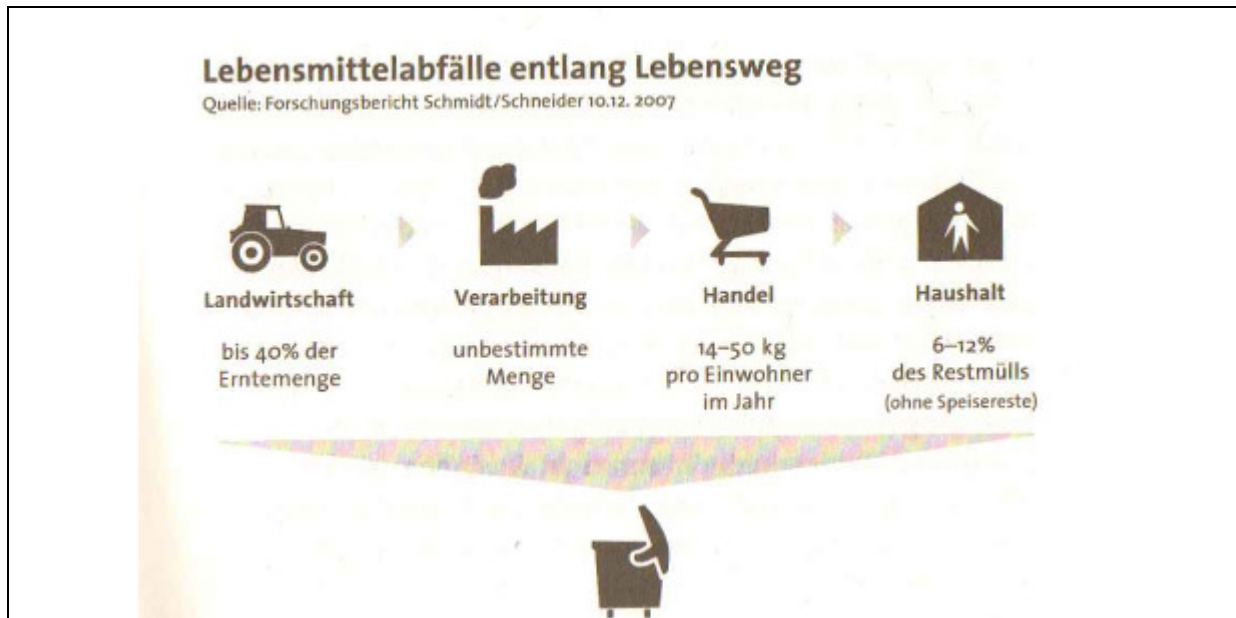 Lebensmittelabfälle entlang Lebensweg
Quelle: Forschungsbericht Schmidt/Schneider 10.12. 2007
Landwirtschaft
bis 40% der
Erntemenge
Verarbeitung
unbestimmte
Menge
Handel
14–50 kg
pro Einwohner
im Jahr
Haushalt
6–12%
des Restmülls
(ohne Speisereste)